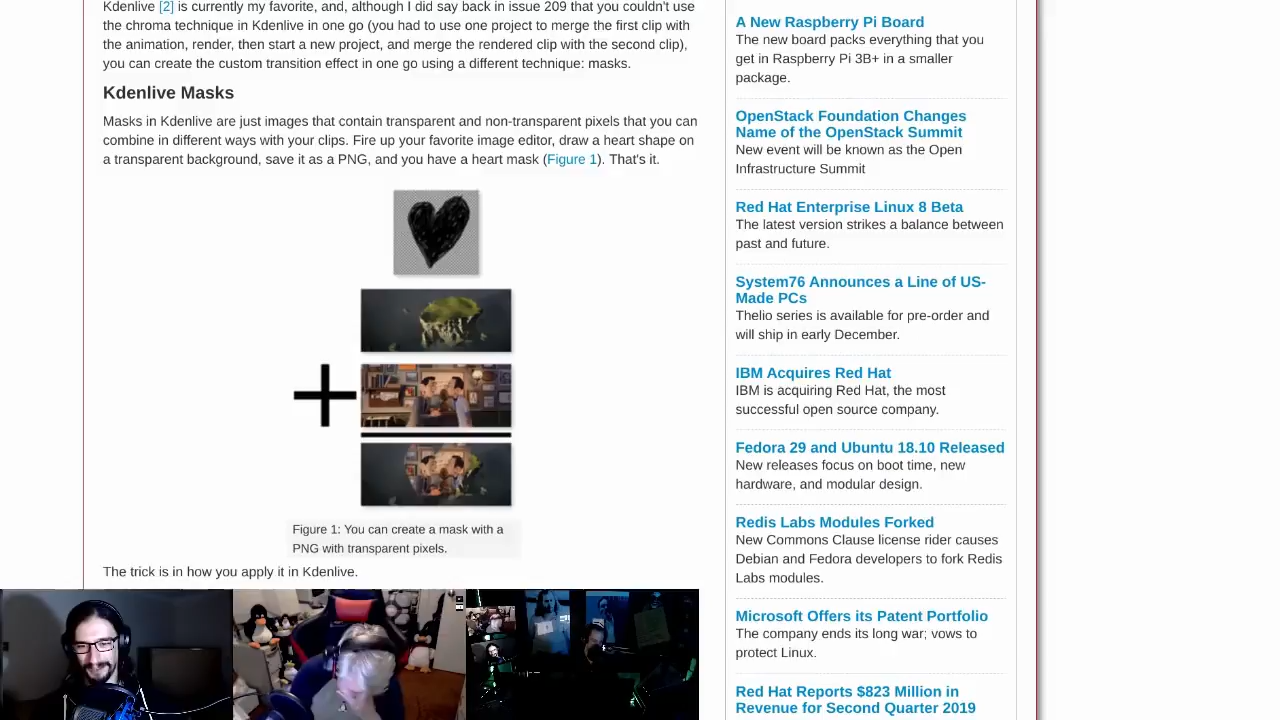 Kdenlive [2] is currently my favorite, and, although I did say back in issue 209 that you couldn't use
the chroma technique in Kdenlive in one go (you had to use one project to merge the first clip with
the animation, render, then start a new project, and merge the rendered clip with the second clip),
you can create the custom transition effect in one go using a different technique: masks.
Kdenlive Masks
Masks in Kdenlive are just images that contain transparent and non-transparent pixels that you can
combine in different ways with your clips. Fire up your favorite image editor, draw a heart shape on
a transparent background, save it as a PNG, and you have a heart mask (Figure 1). That's it.
Figure 1: You can create a mask with a
PNG with transparent pixels.
The trick is in how you apply it in Kdenlive.
A New Raspberry Pi Board
The new board packs everything that you
get in Raspberry Pi 3B+ in a smaller
package.
OpenStack Foundation Changes
Name of the OpenStack Summit
New event will be known as the Open
Infrastructure Summit
Red Hat Enterprise Linux 8 Beta
The latest version strikes a balance between
past and future.
System76 Announces a Line of US-
Made PCs
Thelio series is available for pre-order and
will ship in early December.
IBM Acquires Red Hat
IBM is acquiring Red Hat, the most
successful open source company.
Fedora 29 and Ubuntu 18.10 Released
New releases focus on boot time, new
hardware, and modular design.
Redis Labs Modules Forked
New Commons Clause license rider causes
Debian and Fedora developers to fork Redis
Labs modules.
Microsoft Offers its Patent Portfolio
The company ends its long war; vows to
protect Linux.
Red Hat Reports $823 Million in
Revenue for Second Quarter 2019